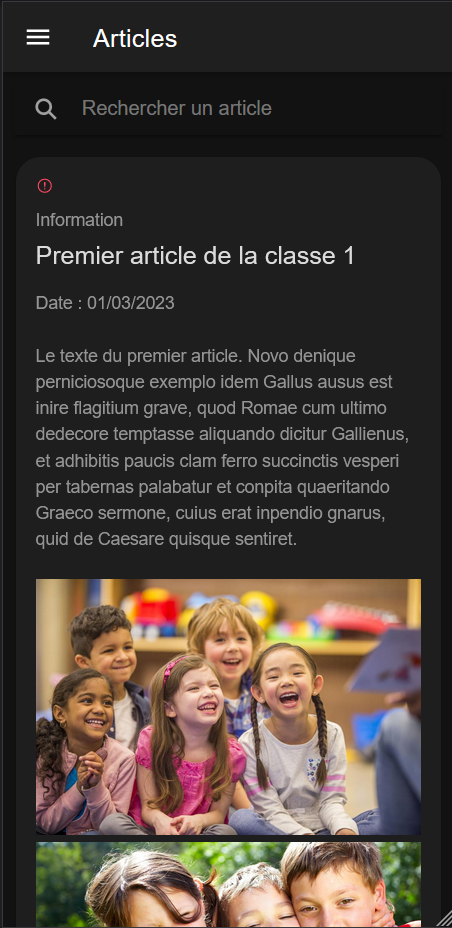 Articles
Rechercher un article
Information
Premier article de la classe 1
Date : 01/03/2023
Le texte du premier article. Novo denique
perniciosoque exemplo idem Gallus ausus est
inire flagitium grave, quod Romae cum ultimo
dedecore temptasse aliquando dicitur Gallienus,
et adhibitis paucis clam ferro succinctis vesperi
per tabernas palabatur et conpita quaeritando
Graeco sermone, cuius erat inpendio gnarus,
quid de Caesare quisque sentiret.